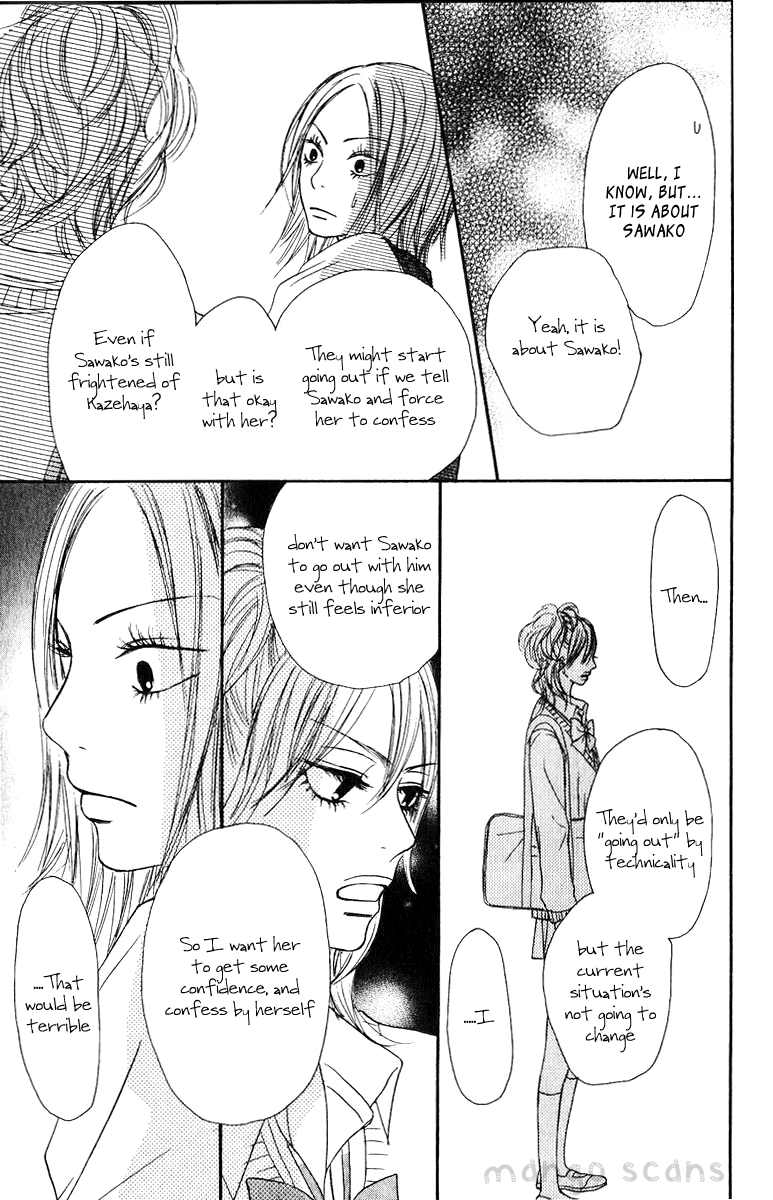 WELL, I
KNOW, BUT...
IT IS ABOUT
SAWAKO
Yeah, it is
about Sawako!
They might start
going out if we tell
Sawako and force
her to confess
but is
that okay
with her?
Even if
Sawako's still
frightened of
Kazehaya?
Then...
They'd only be
"going out" by
technicality
but the
current
situation's
not going to
change
.....I
don't want Sawako
to go out with him
even though she
still feels inferior
So I want her
to get some
confidence, and
confess by herself
....That
would be
terrible
manga scans